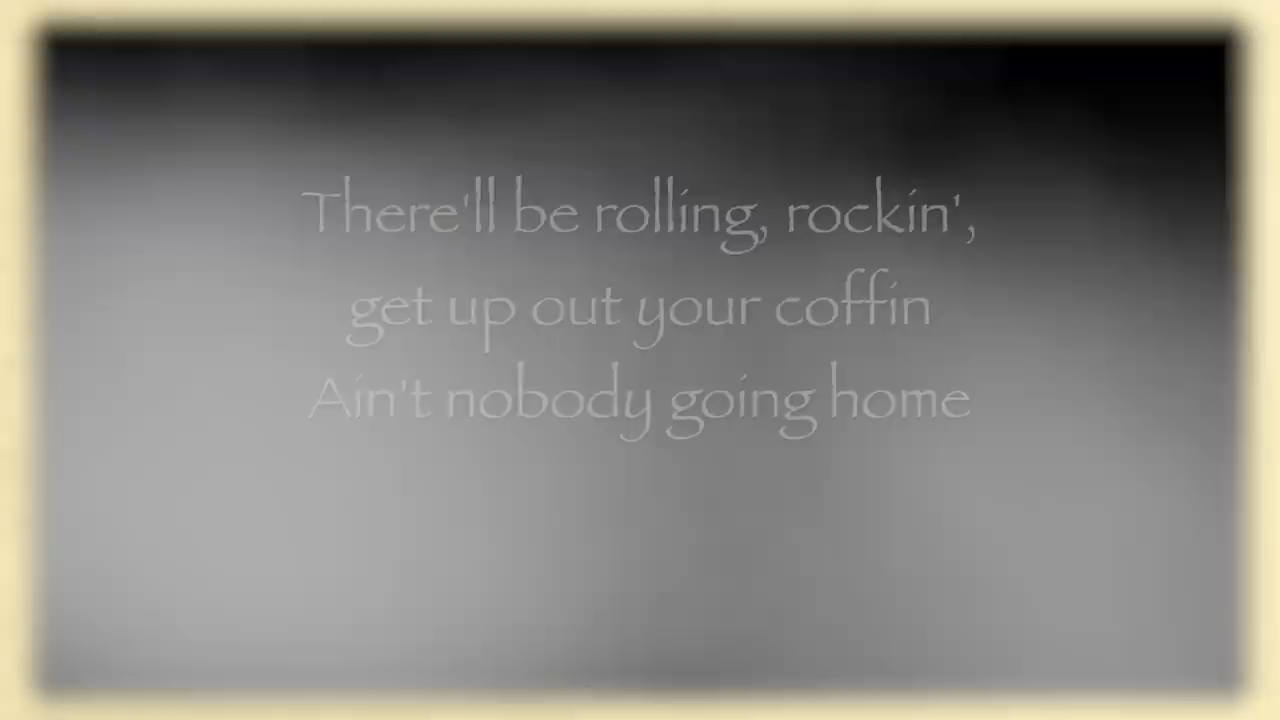 There'll be rolling, rockin',
get up out your coffin
Ain't nobody going home